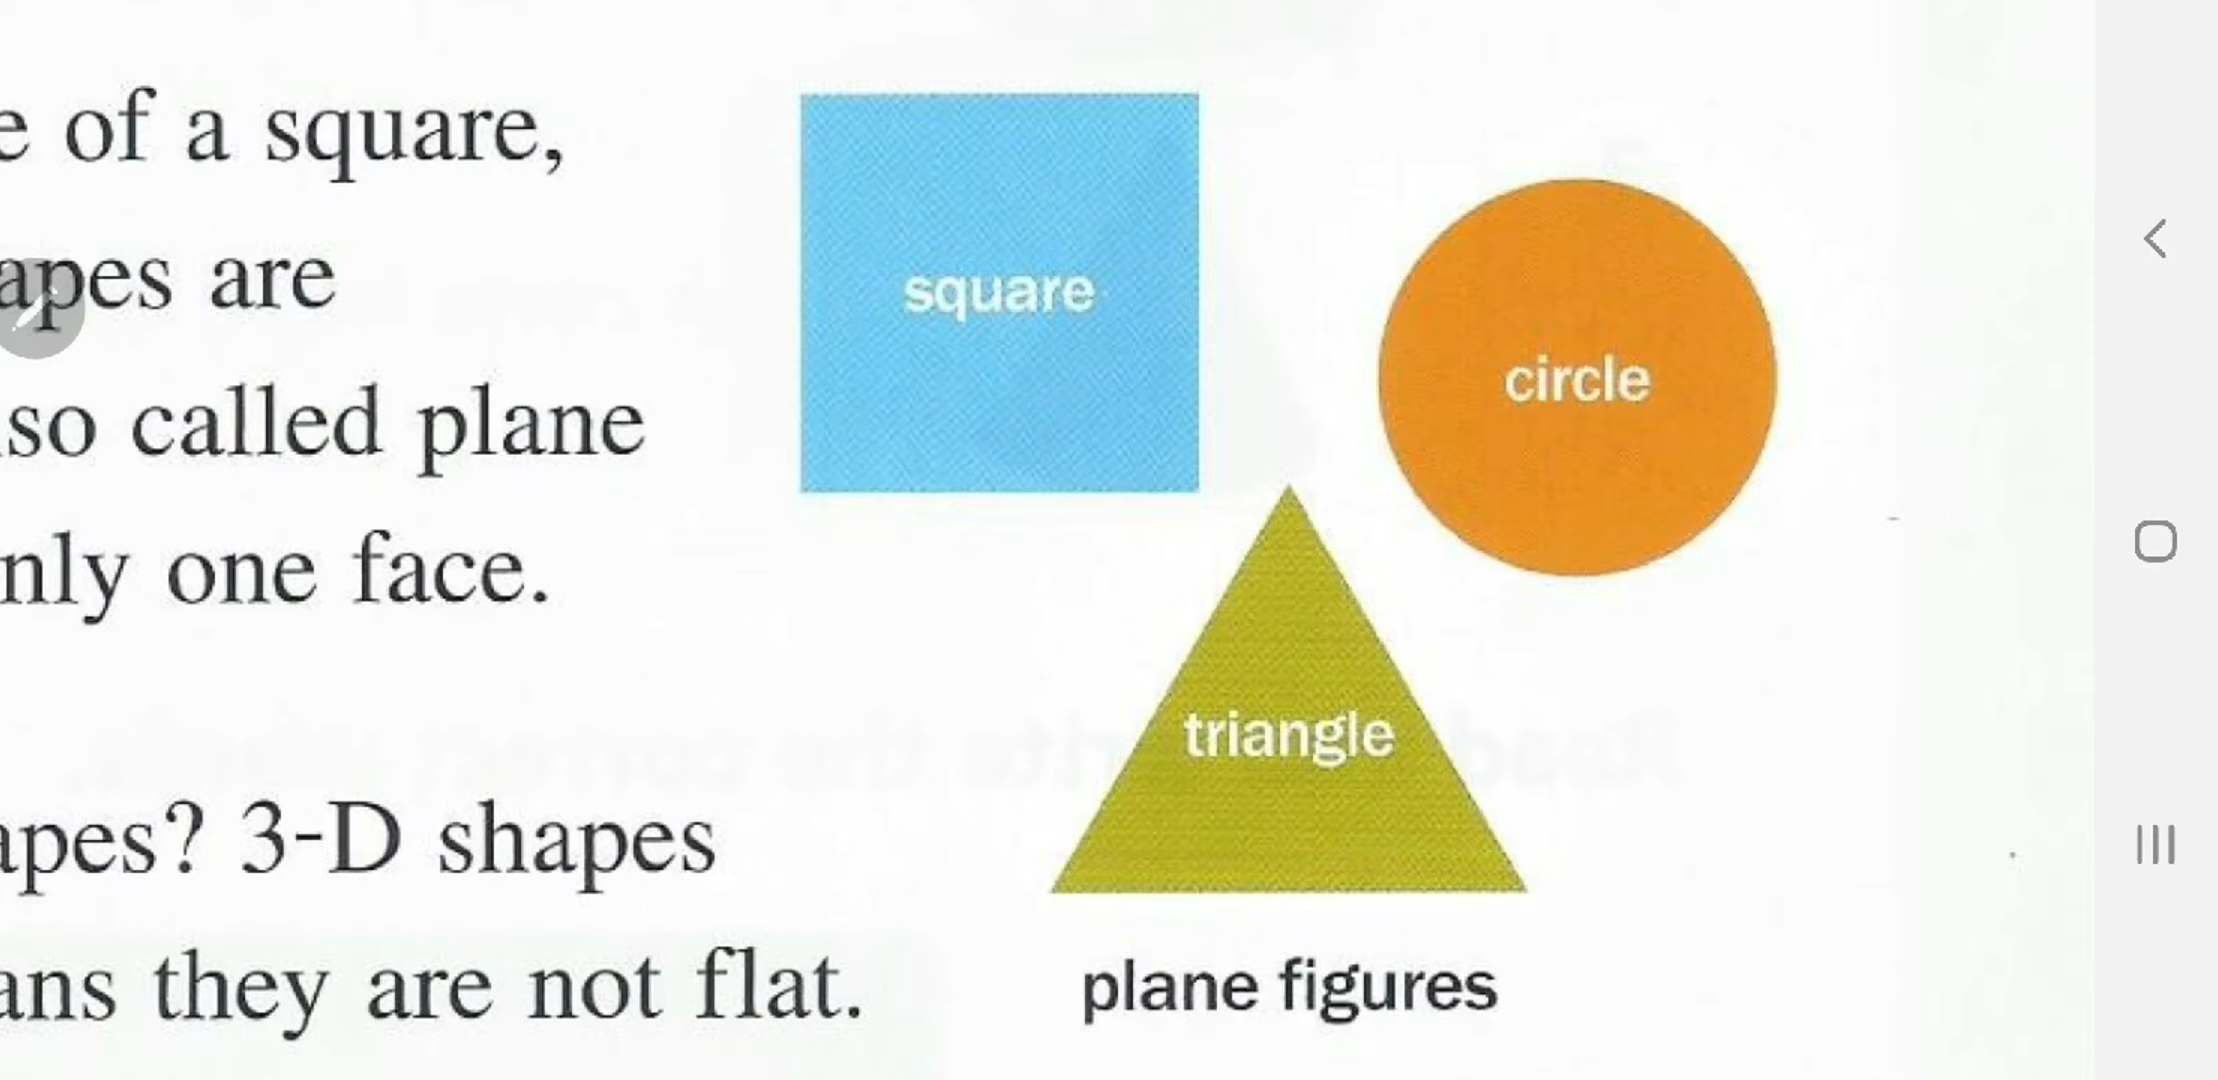 e of a square,
apes are
so called plane
nly one face.
apes? 3-D shapes
ans they are not flat.
square
circle
triangle
plane figures